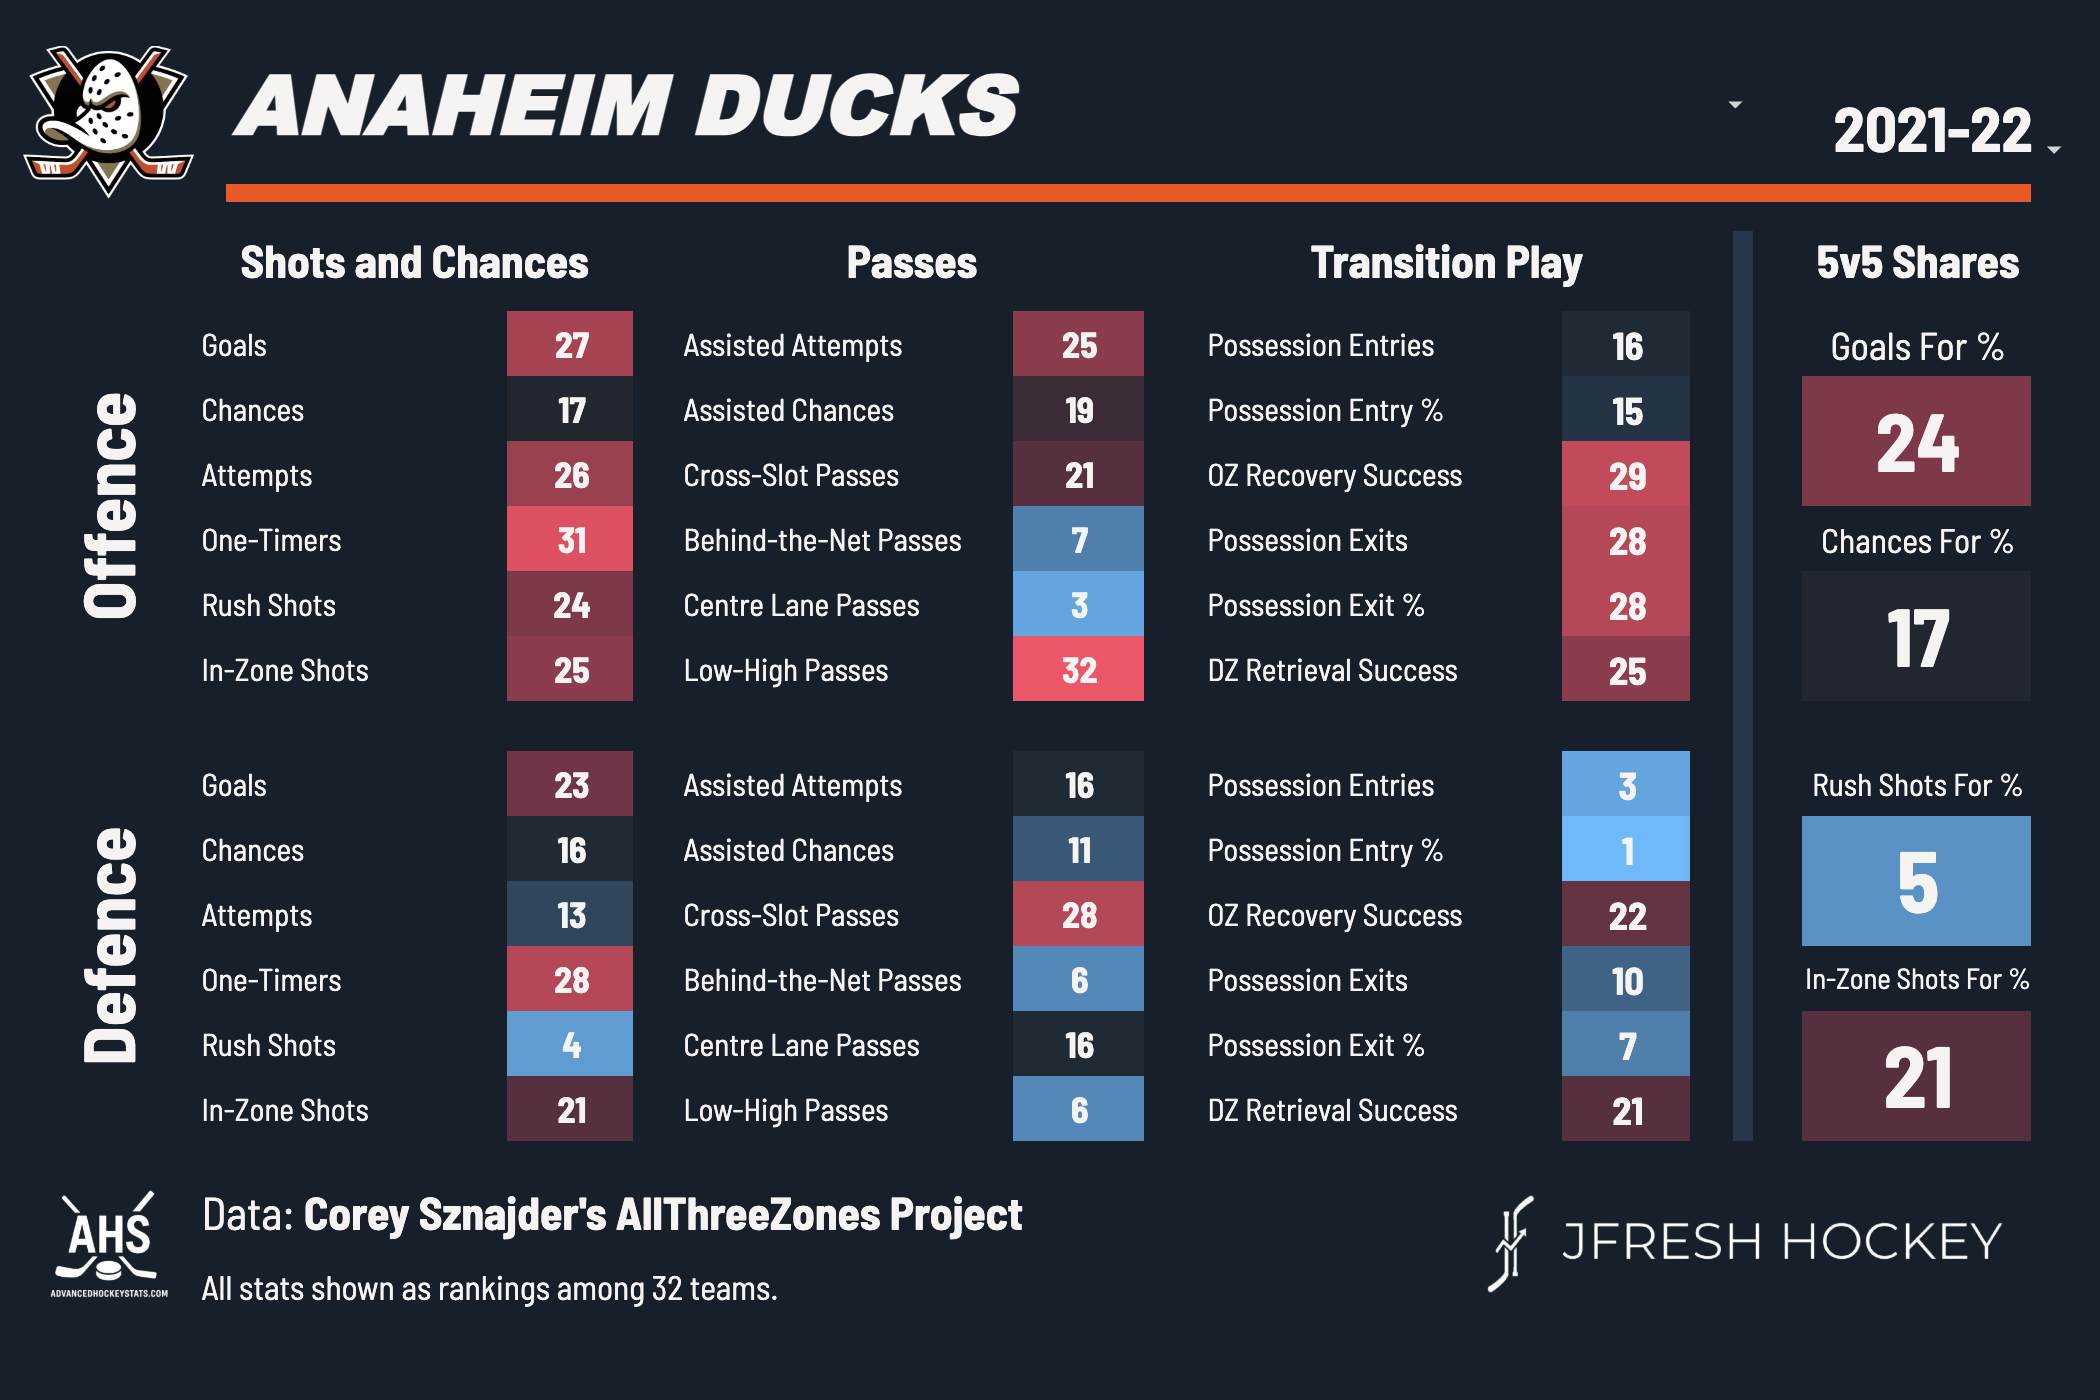 ANAHEIM DUCKS
2021-22
Shots and Chances Passes Transition Play 5v5 Shares
Offence
Goals 27 Assisted Attempts 25 Possession Entries 16
Chances 17 Assisted Chances 19 Possession Entry % 15
Attempts 26 Cross-Slot Passes 21 OZ Recovery Success 29
One-Timers 31 Behind-the-Net Passes 7 Possession Exits 28
Rush Shots 24 Centre Lane Passes 3 Possession Exit % 28
In-Zone Shots 25 Low-High Passes 32 DZ Retrieval Success 25
Defence
Goals 23 Assisted Attempts 16 Possession Entries 3
Chances 16 Assisted Chances 11 Possession Entry % 1
Attempts 13 Cross-Slot Passes 28 OZ Recovery Success 22
One-Timers 28 Behind-the-Net Passes 6 Possession Exits 10
Rush Shots 4 Centre Lane Passes 16 Possession Exit % 7
In-Zone Shots 21 Low-High Passes 6 DZ Retrieval Success 21
Goals For %
24
Chances For %
17
Rush Shots For %
5
In-Zone Shots For %
21
AHS
ADVANCEDHOCKEYSTATS.COM
Data: Corey Sznajder's AllThreeZones Project
All stats shown as rankings among 32 teams.
JFRESH HOCKEY